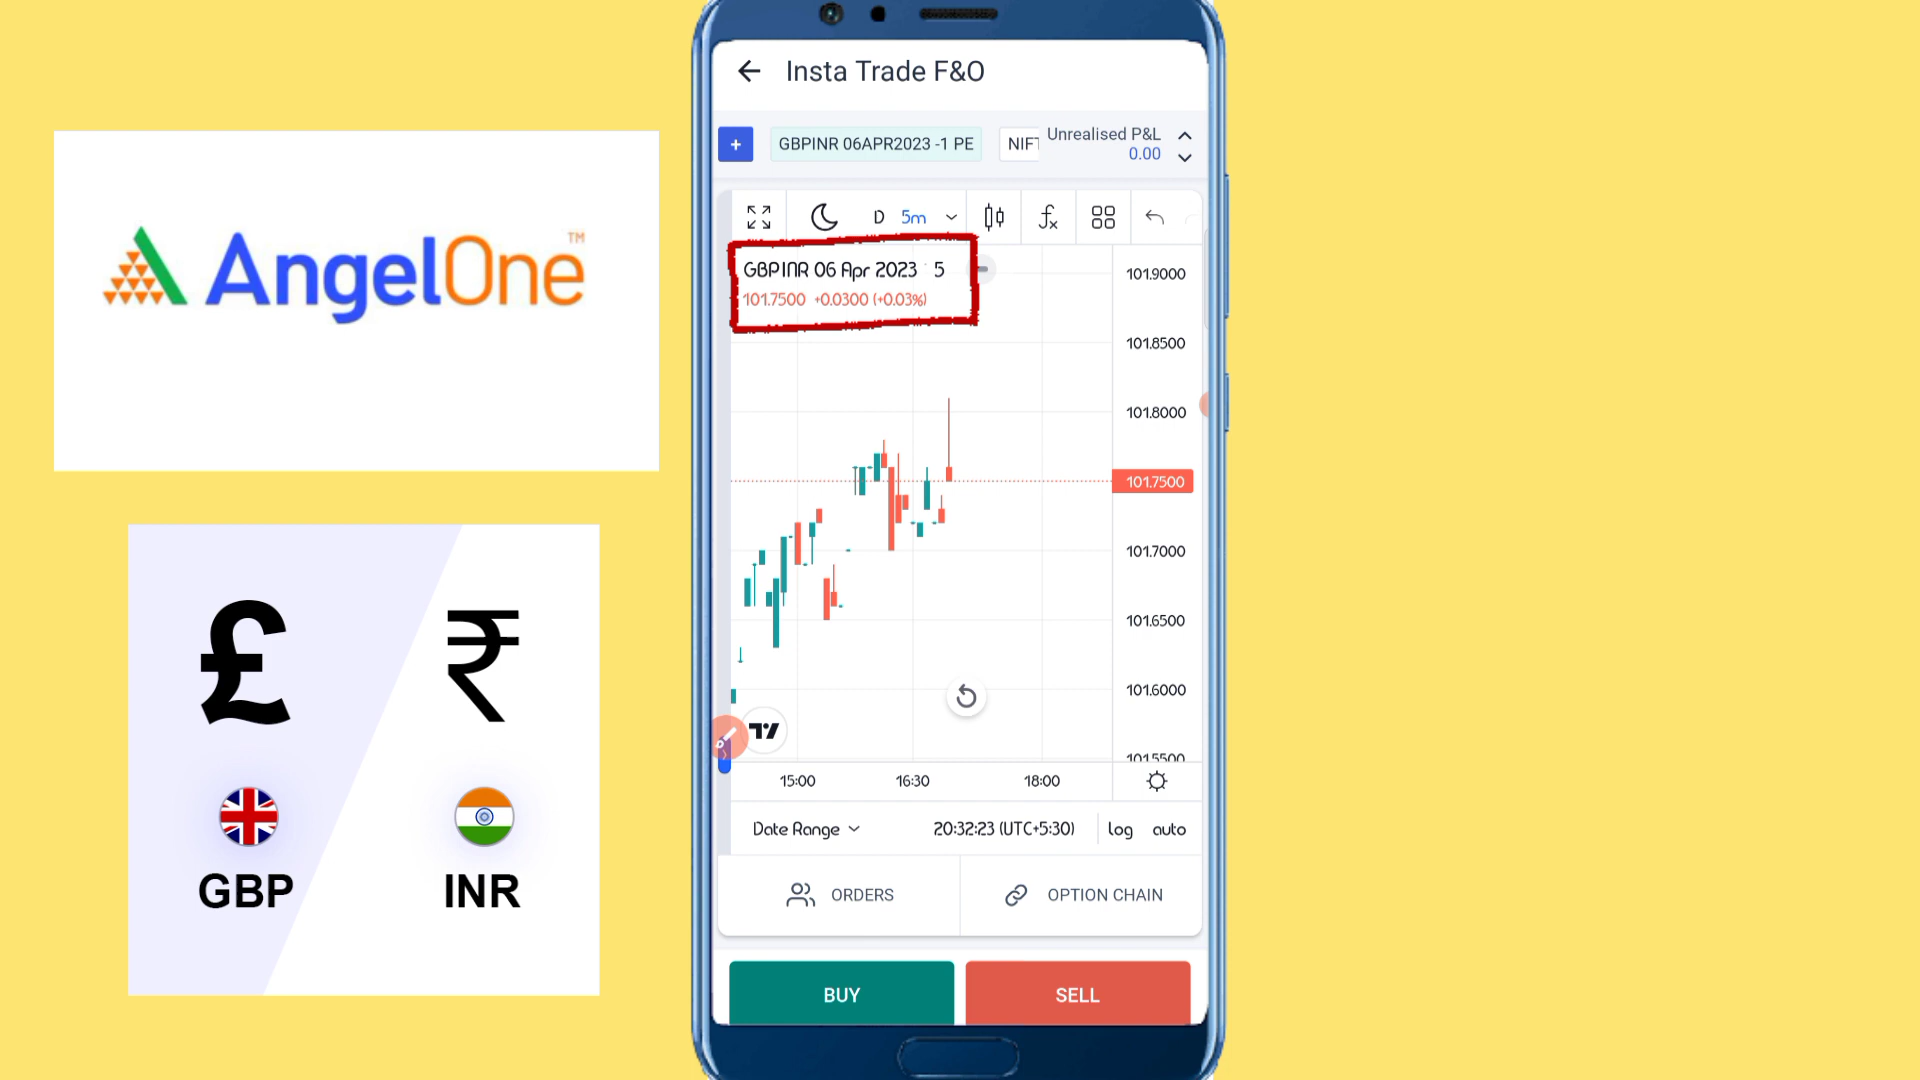 AngelOne™
£ ₹
GBP INR
Insta Trade F&O
+ GBPINR 06APR2023 -1 PE NIFT Unrealised P&L
0.00
D 5m
GBPINR 06 Apr 2023 5
101.7500 +0.0300 (+0.03%)
101.9000
101.8500
101.8000
101.7500
101.7000
101.6500
101.6000
101.5500
15:00 16:30 18:00
Date Range 20:32:23 (UTC+5:30) log auto
ORDERS OPTION CHAIN
BUY SELL